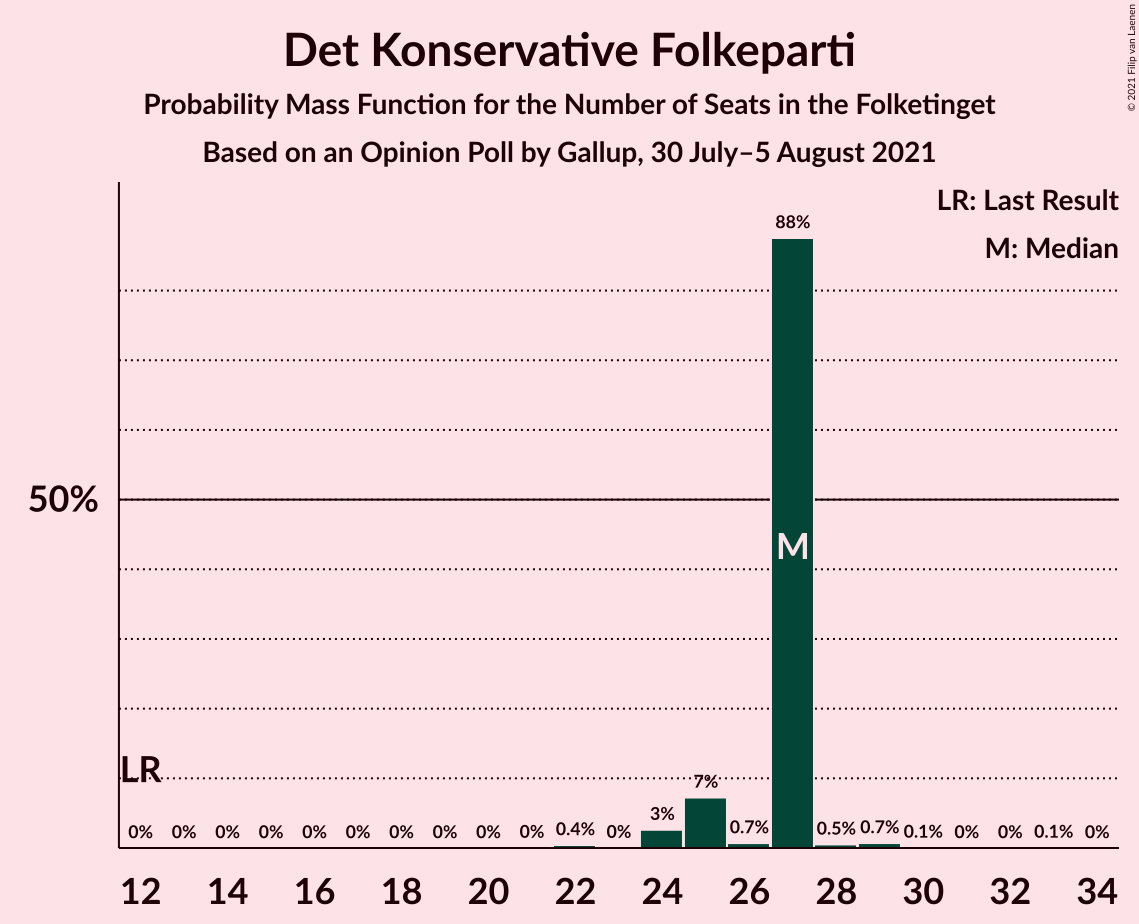 Det Konservative Folkeparti
Probability Mass Function for the Number of Seats in the Folketinget
Based on an Opinion Poll by Gallup, 30 July–5 August 2021
© 2021 Filip van Laenen
LR: Last Result
M: Median
88%
50%
M
LR
7%
3%
0% 0% 0% 0% 0% 0% 0% 0% 0% 0% 0.4% 0% 0.7% 0.5% 0.7% 0.1% 0% 0% 0.1% 0%
12 14 16 18 20 22 24 26 28 30 32 34